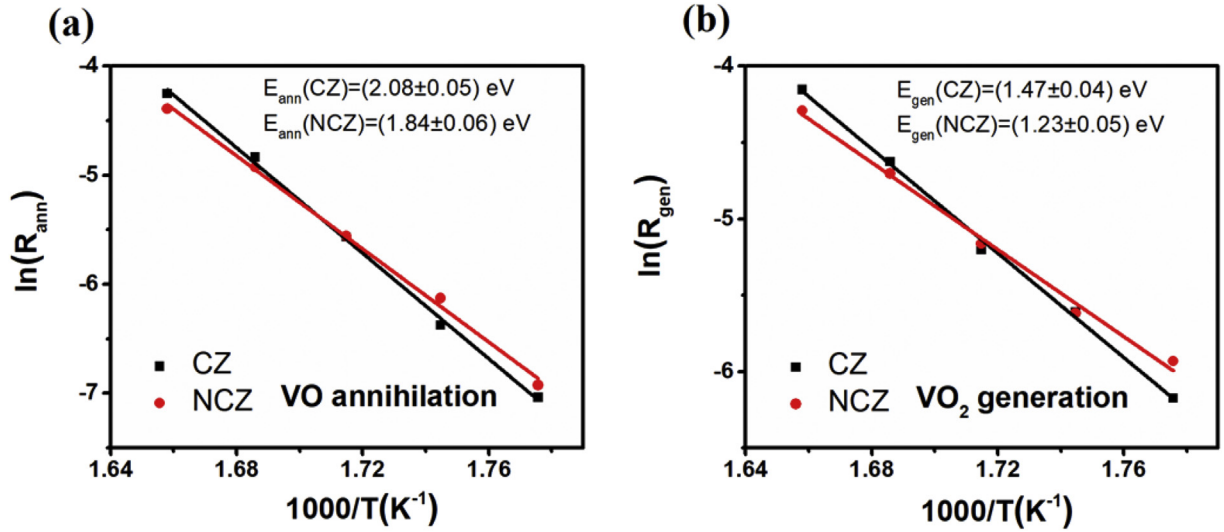 (a)
-4
-5
-6
-7
ln(R_ann)
E_ann(CZ)=(2.08±0.05) eV
E_ann(NCZ)=(1.84±0.06) eV
CZ
NCZ
VO annihilation
1.64 1.68 1.72 1.76
1000/T(K⁻¹)
(b)
-4
-5
-6
ln(R_gen)
E_gen(CZ)=(1.47±0.04) eV
E_gen(NCZ)=(1.23±0.05) eV
CZ
NCZ
VO₂ generation
1.64 1.68 1.72 1.76
1000/T(K⁻¹)